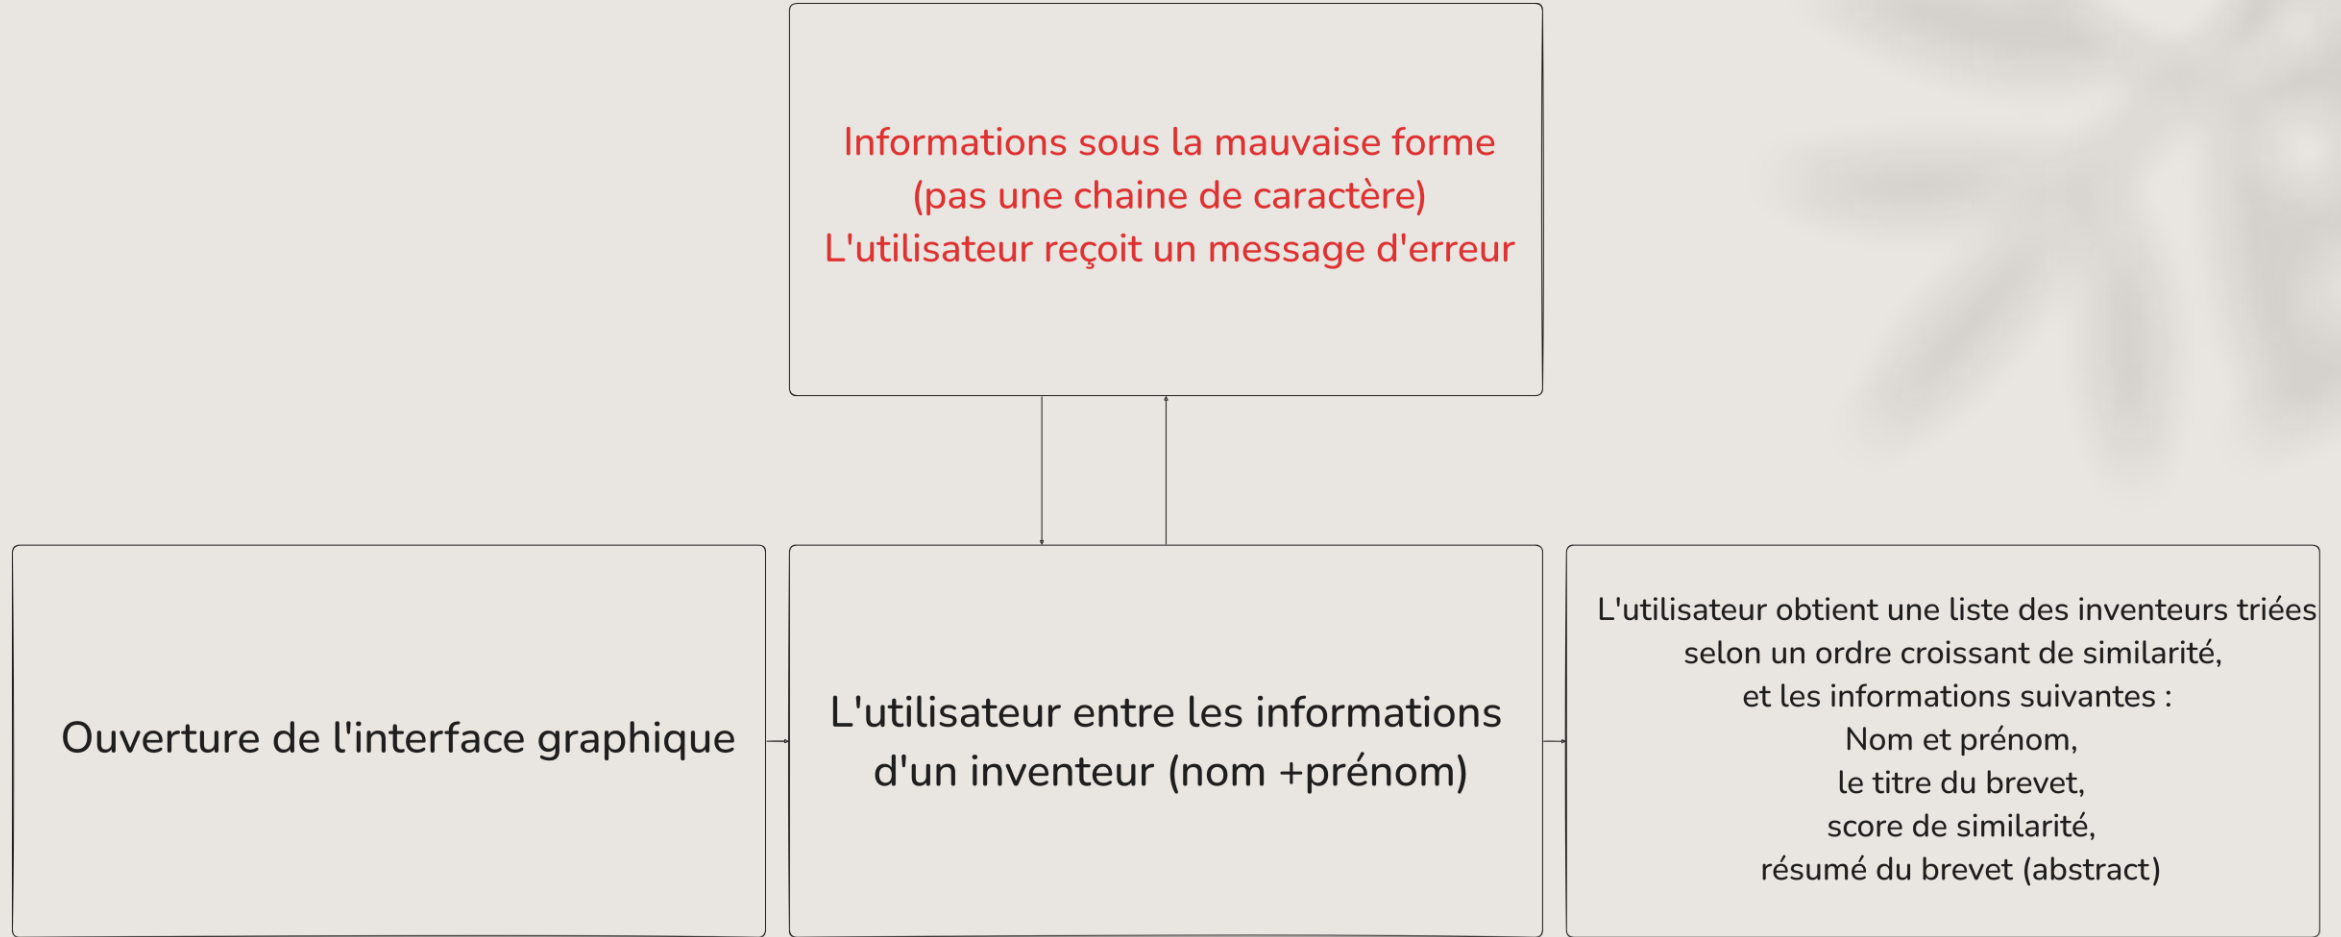 Informations sous la mauvaise forme
(pas une chaine de caractère)
L'utilisateur reçoit un message d'erreur
Ouverture de l'interface graphique
L'utilisateur entre les informations
d'un inventeur (nom +prénom)
L'utilisateur obtient une liste des inventeurs triées
selon un ordre croissant de similarité,
et les informations suivantes :
Nom et prénom,
le titre du brevet,
score de similarité,
résumé du brevet (abstract)